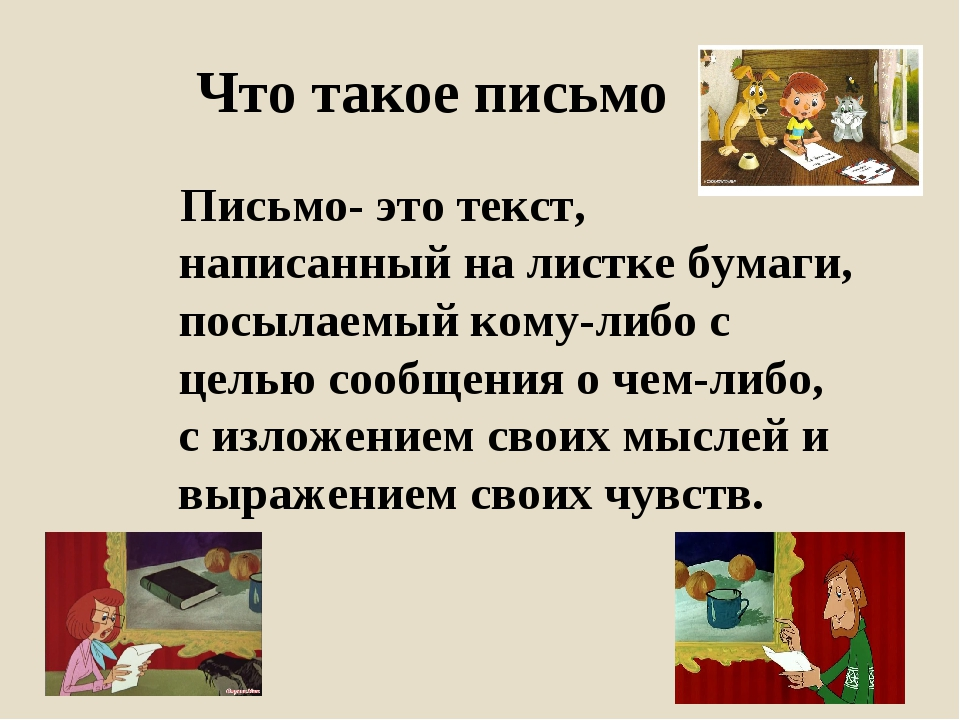 Что такое письмо
Письмо- это текст,
написанный на листке бумаги,
посылаемый кому-либо с
целью сообщения о чем-либо,
с изложением своих мыслей и
выражением своих чувств.